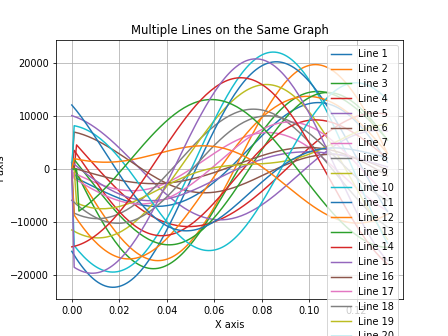 Multiple Lines on the Same Graph
20000
10000
0
−10000
−20000
0.00
0.02
0.04
0.06
0.08
0.10
X axis
Line 1
Line 2
Line 3
Line 4
Line 5
Line 6
Line 7
Line 8
Line 9
Line 10
Line 11
Line 12
Line 13
Line 14
Line 15
Line 16
Line 17
Line 18
Line 19
Line 20